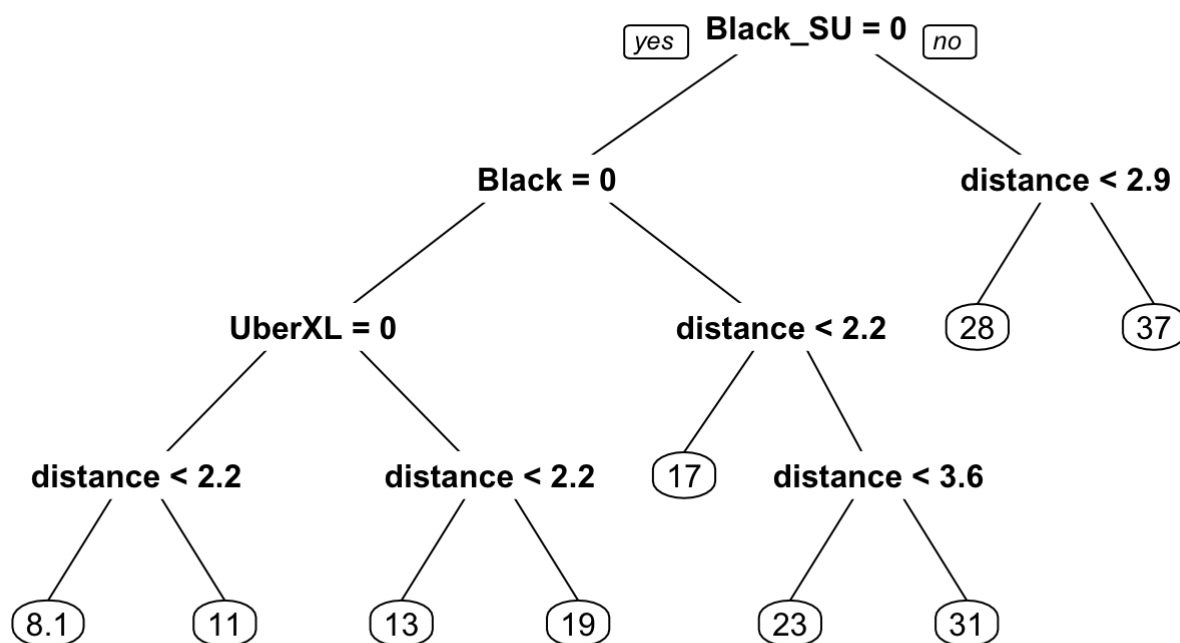 yes Black_SU = 0 no
Black = 0 distance < 2.9
UberXL = 0 distance < 2.2 28 37
distance < 2.2 distance < 2.2 17 distance < 3.6
8.1 11 13 19 23 31